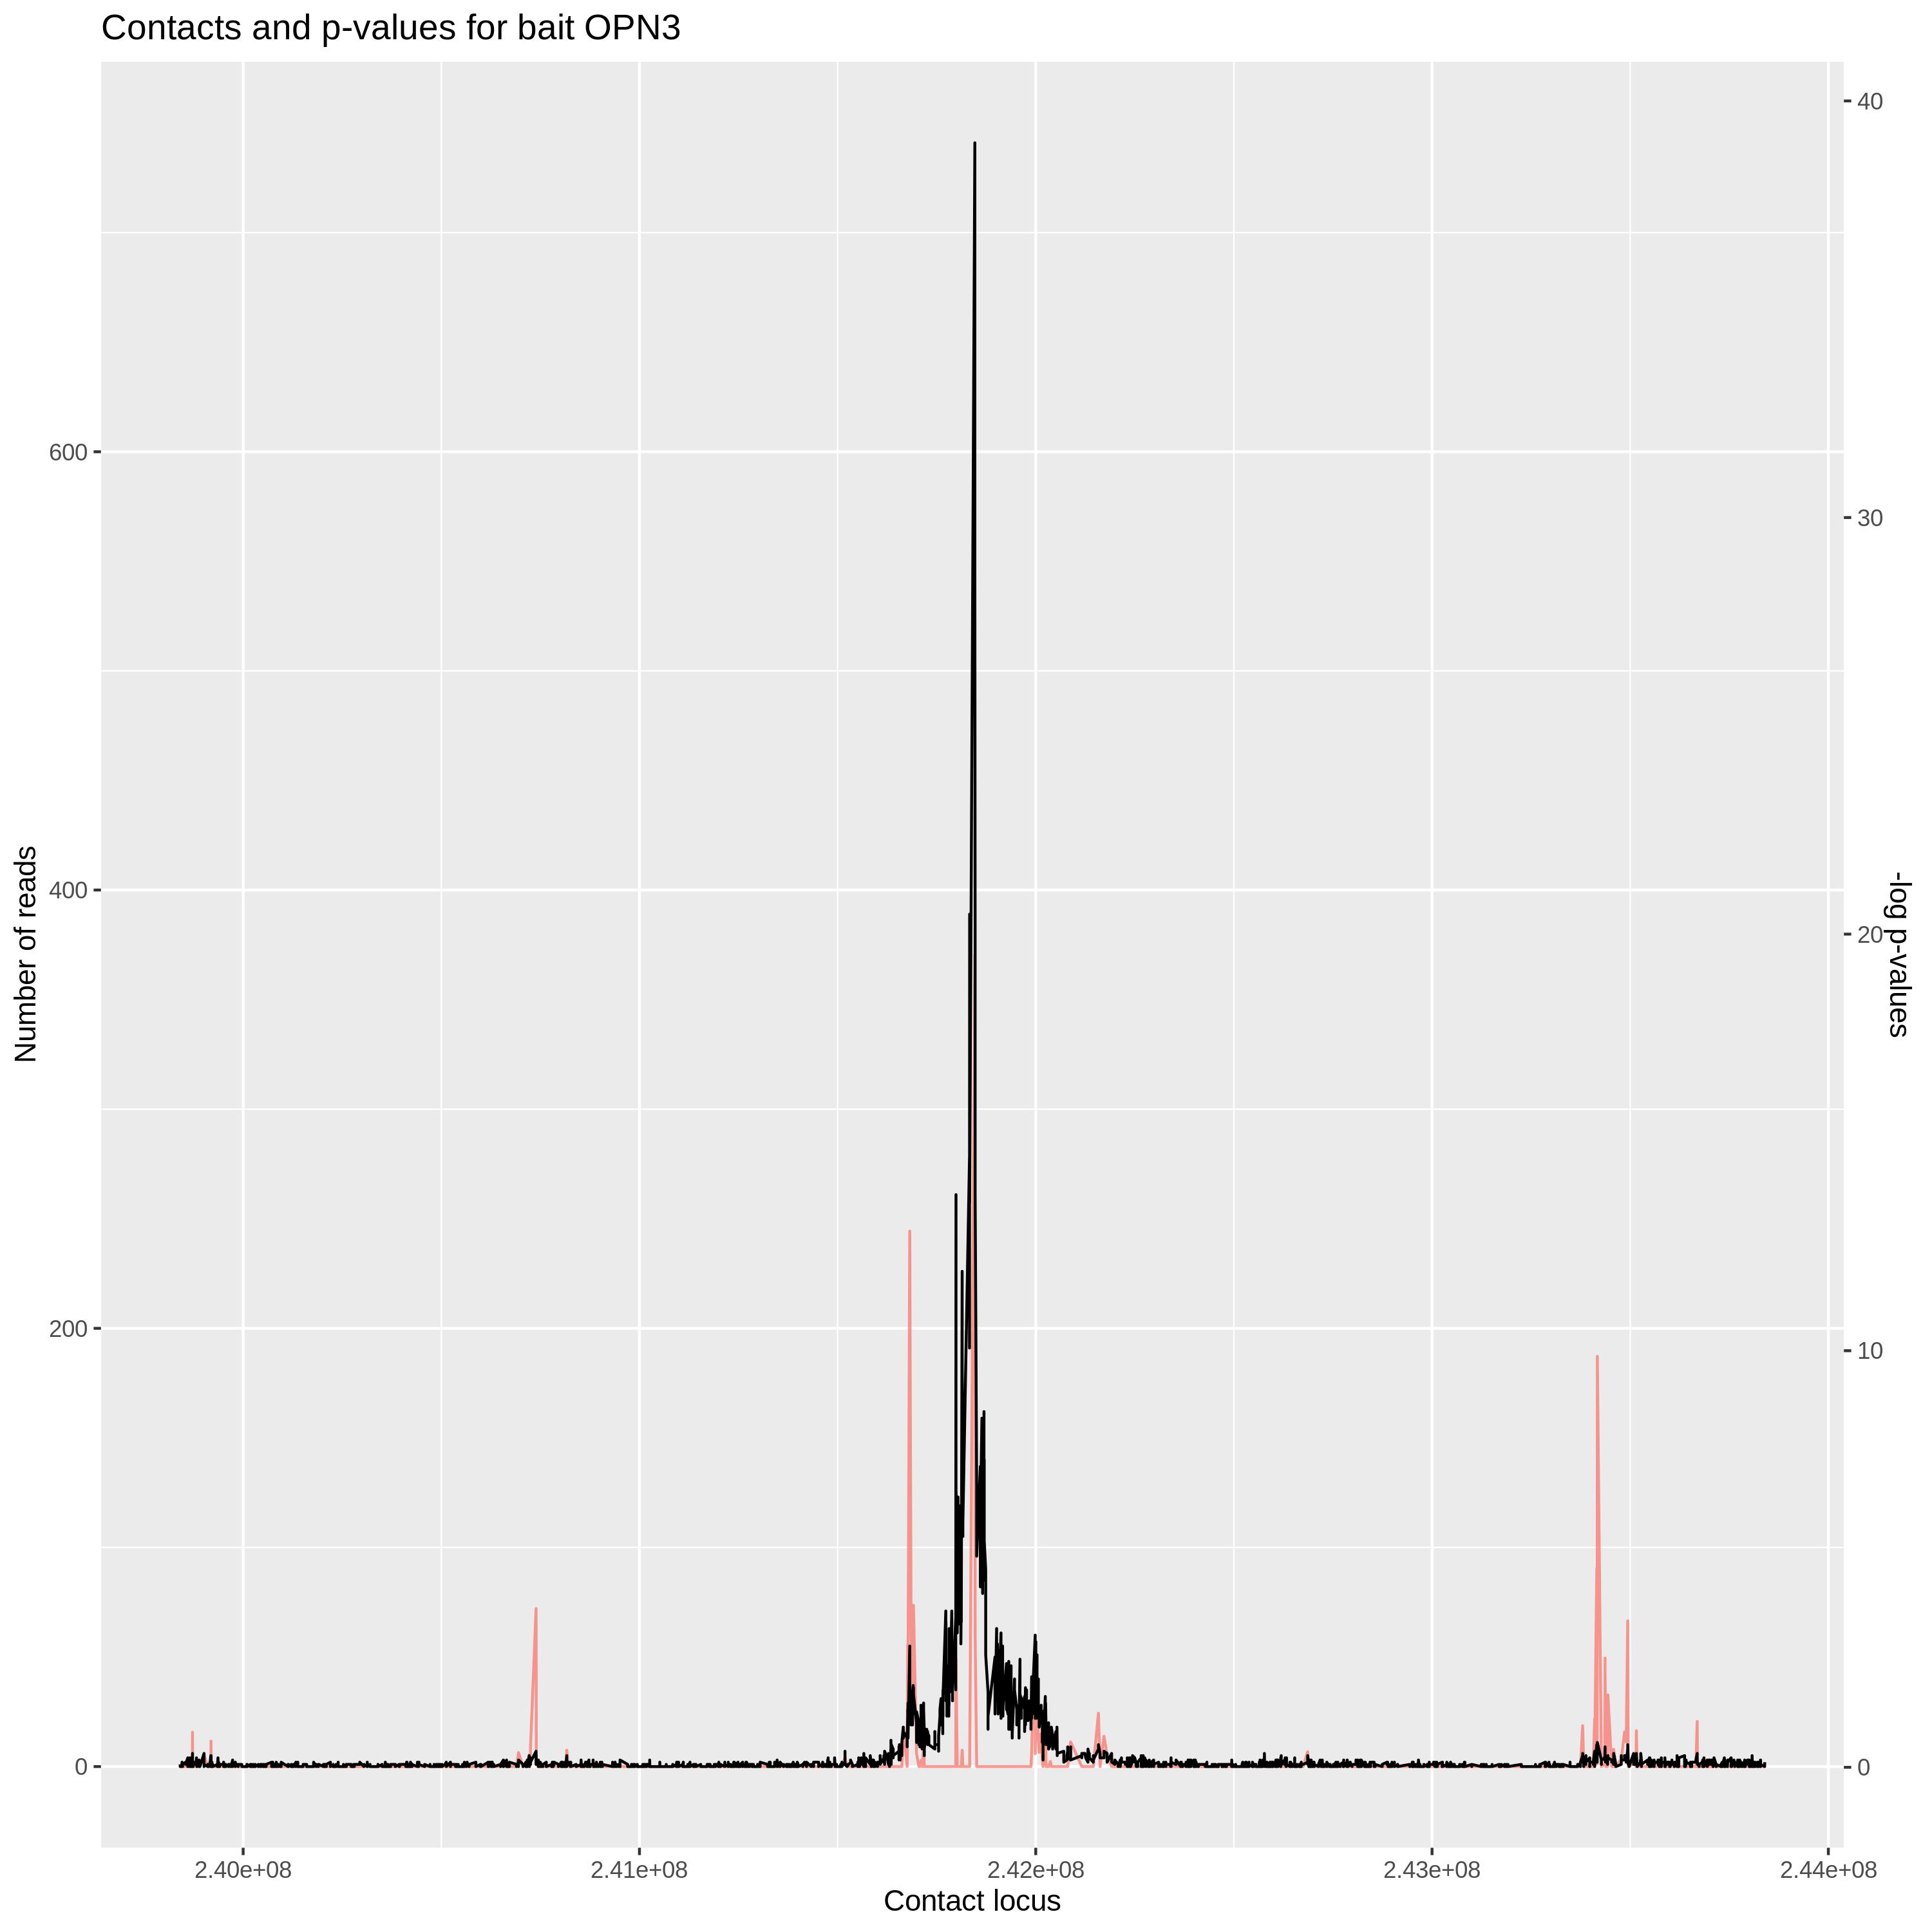 Contacts and p-values for bait OPN3
Number of reads
600
400
200
0
40
30
20
10
0
-log p-values
2.40e+08 2.41e+08 2.42e+08 2.43e+08 2.44e+08
Contact locus